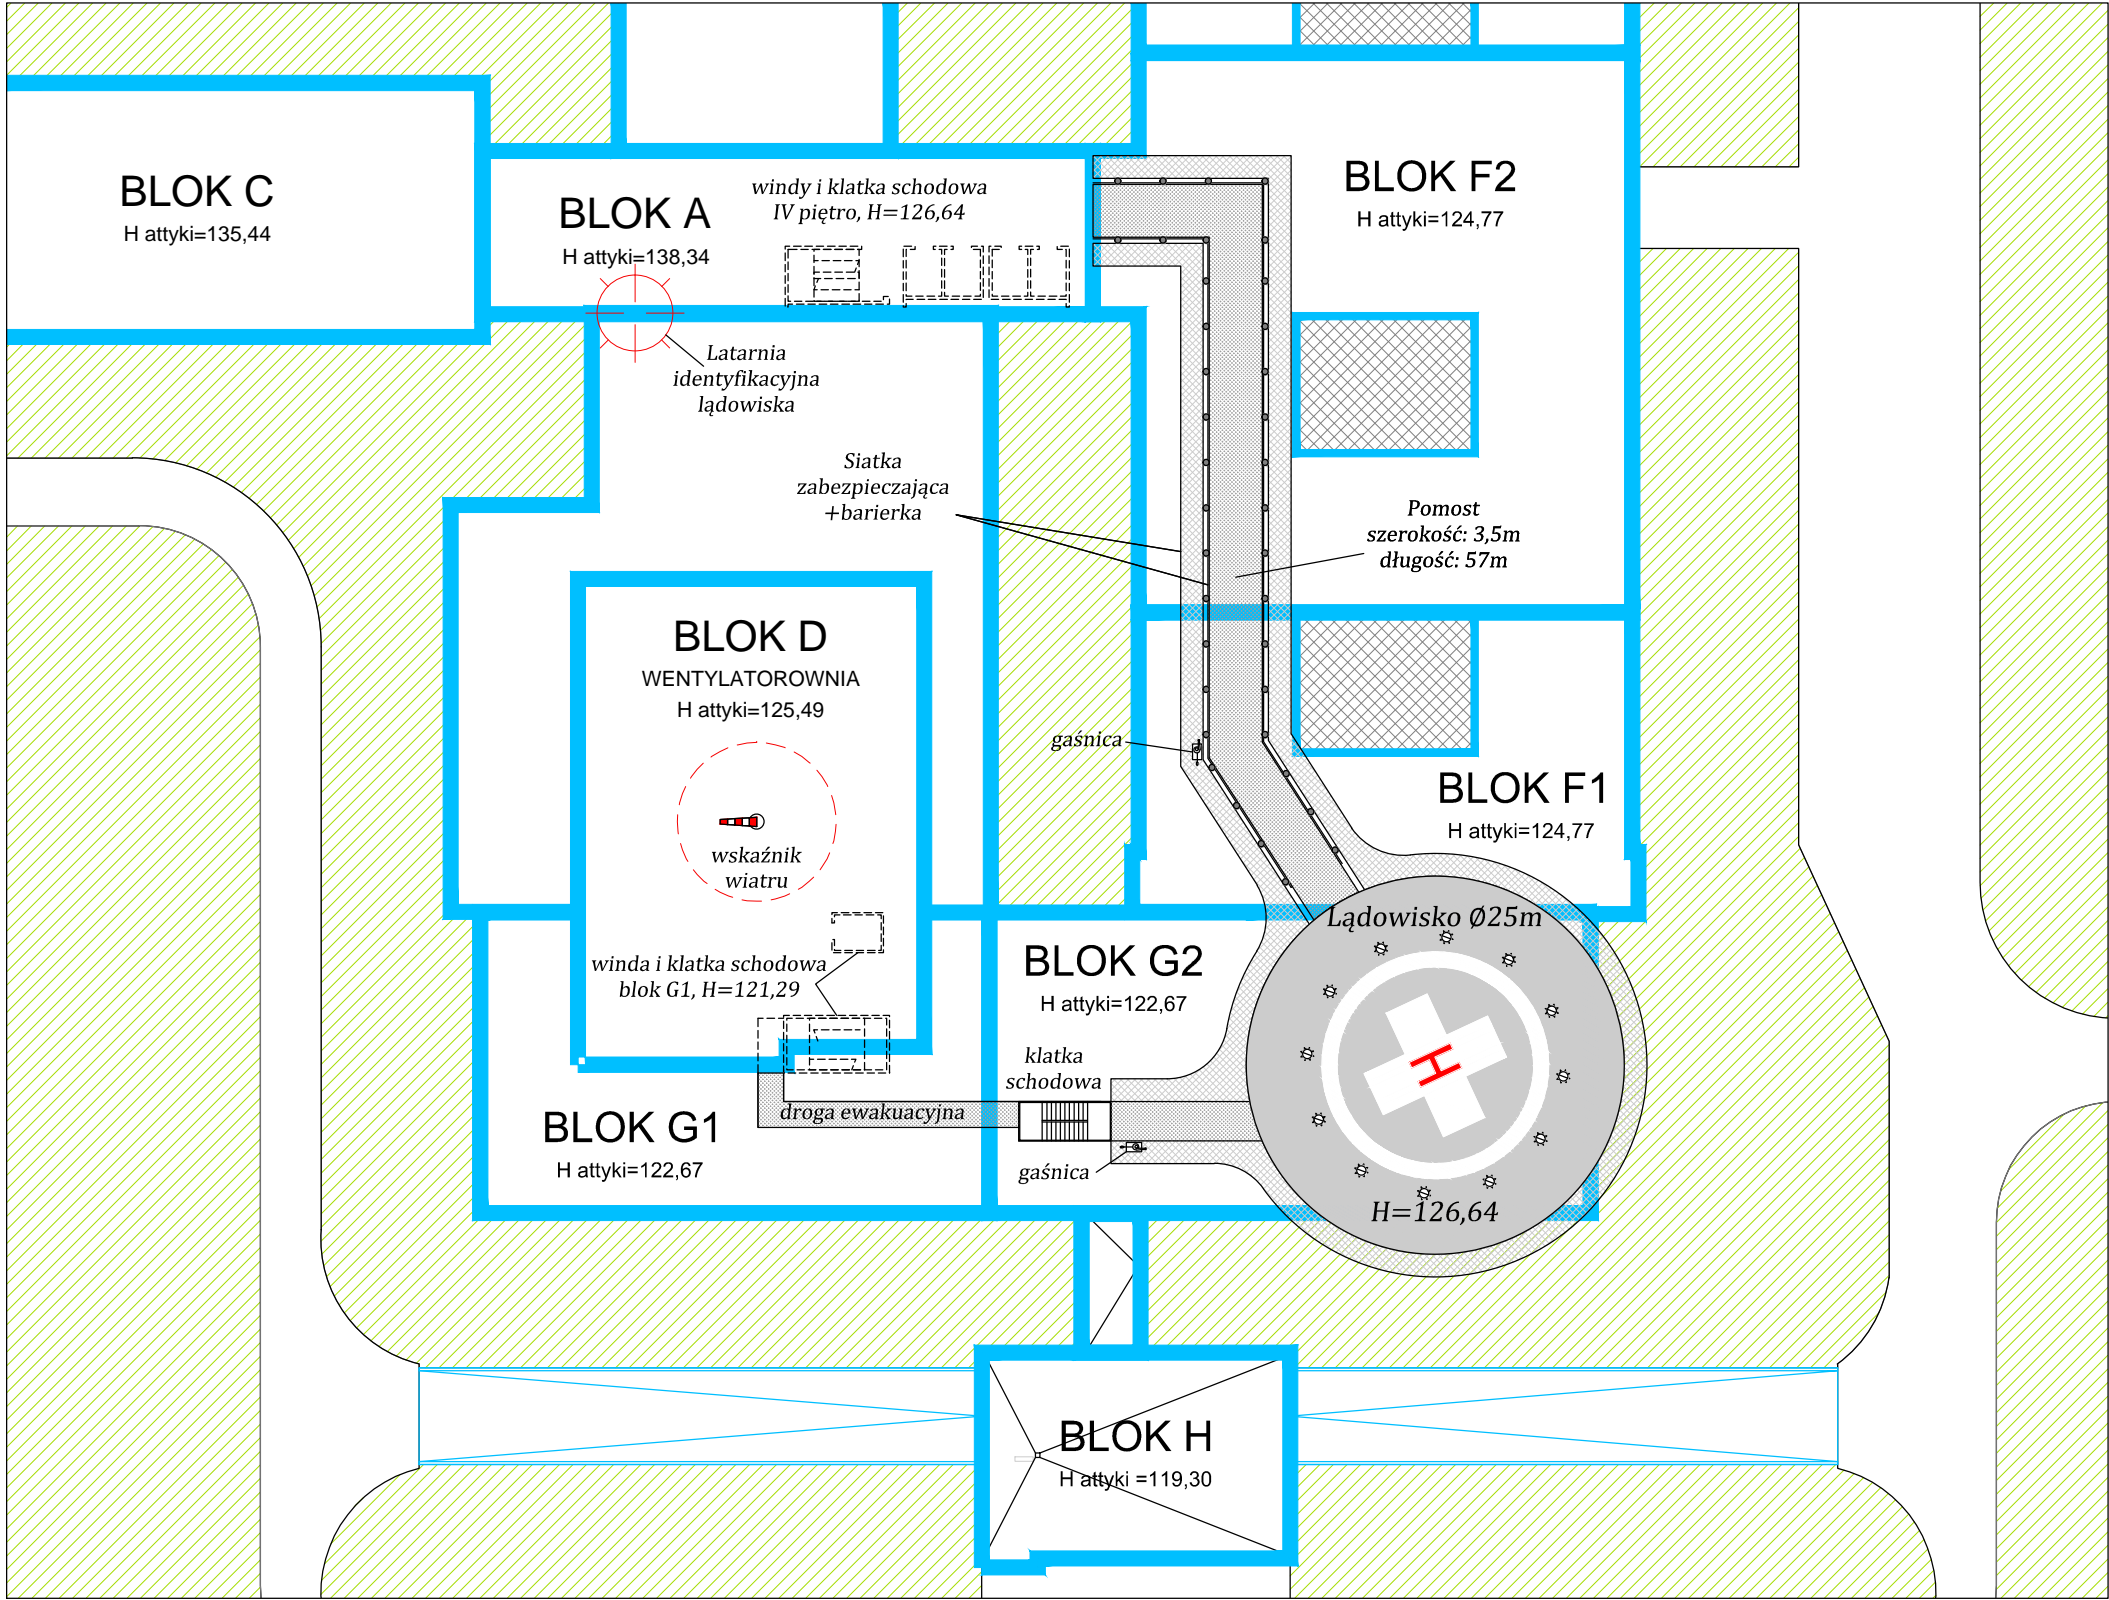 BLOK C
H attyki=135,44
BLOK A
H attyki=138,34
windy i klatka schodowa
IV piętro, H=126,64
BLOK F2
H attyki=124,77
Latarnia
identyfikacyjna
lądowiska
Siatka
zabezpieczająca
+barierka
Pomost
szerokość: 3,5m
długość: 57m
BLOK D
WENTYLATOROWNIA
H attyki=125,49
gaśnica
BLOK F1
H attyki=124,77
wskaźnik
wiatru
Lądowisko Ø25m
winda i klatka schodowa
blok G1, H=121,29
BLOK G2
H attyki=122,67
klatka
schodowa
H
droga ewakuacyjna
BLOK G1
H attyki=122,67
gaśnica
H=126,64
BLOK H
H attyki =119,30